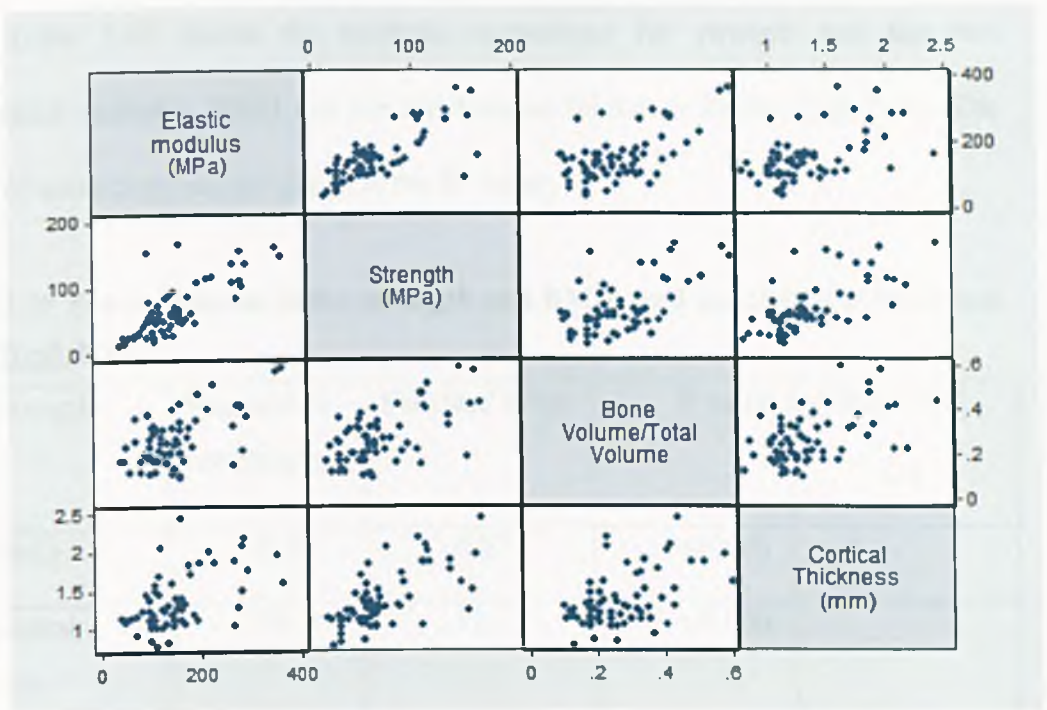 0 100 200
1 1.5 2 2.5
Elastic
modulus
(MPa)
400
200
0
200
100
0
Strength
(MPa)
.6
.4
.2
0
Bone
Volume/Total
Volume
2.5
2
1.5
1
Cortical
Thickness
(mm)
0 200 400
0 .2 .4 .6